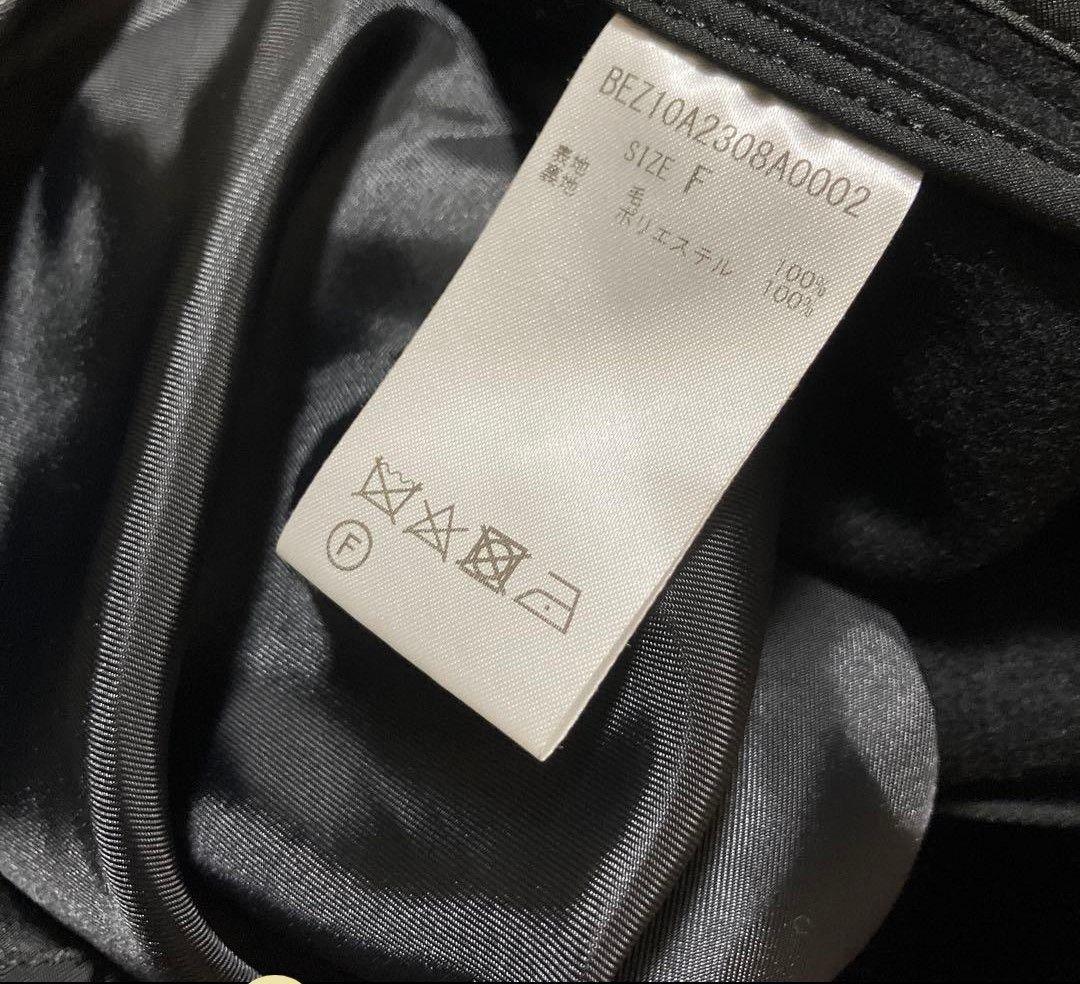 BEZ10A2308A0002
SIZE F
表地 毛 100%
裏地 ポリエステル 100%
F